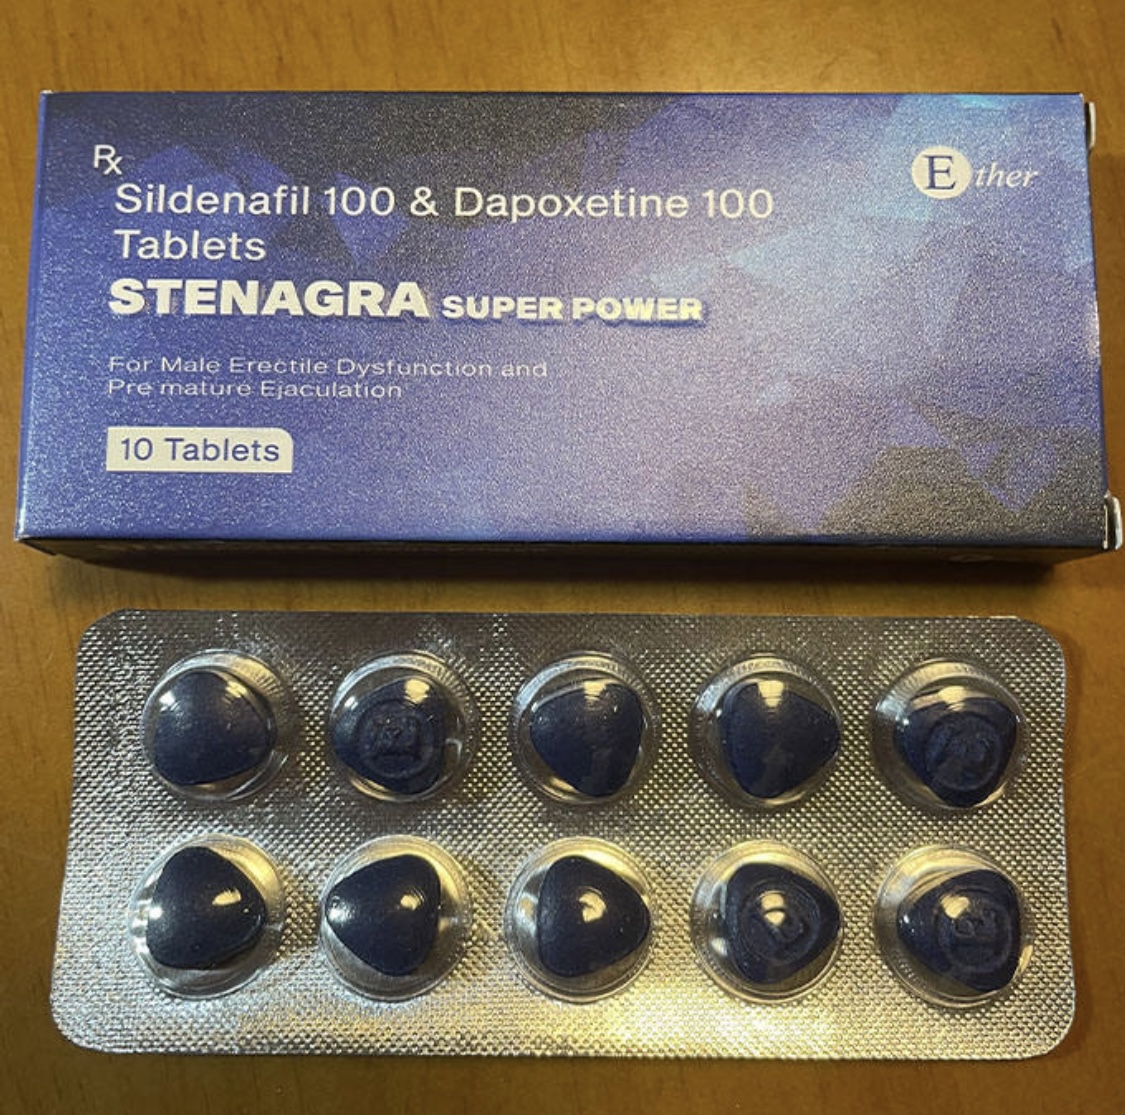 Rx
Sildenafil 100 & Dapoxetine 100
Tablets
STENAGRA SUPER POWER
For Male Erectile Dysfunction and
Pre mature Ejaculation
10 Tablets
Ether
E
E